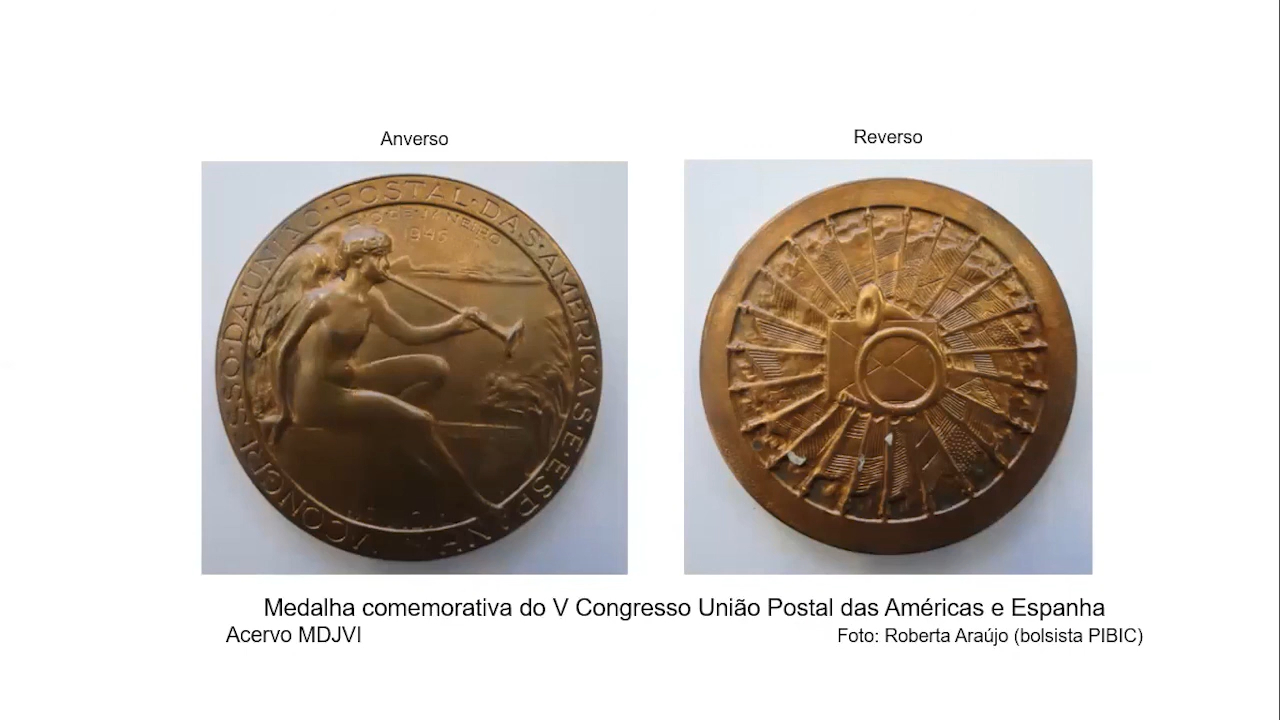 Anverso
Reverso
V CONGRESSO·DA·UNIÃO·POSTAL·DAS·AMERICAS·E·ESPANHA
RIO DE JANEIRO
1946
Medalha comemorativa do V Congresso União Postal das Américas e Espanha
Acervo MDJVI
Foto: Roberta Araújo (bolsista PIBIC)